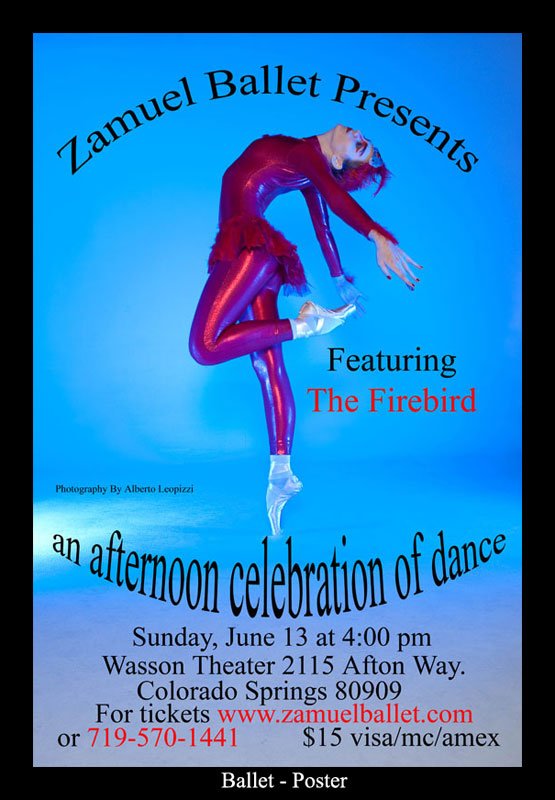 Zamuel Ballet Presents
Featuring
The Firebird
Photography By Alberto Leopizzi
an afternoon celebration of dance
Sunday, June 13 at 4:00 pm
Wasson Theater 2115 Afton Way.
Colorado Springs 80909
For tickets www.zamuelballet.com
or 719-570-1441 $15 visa/mc/amex
Ballet - Poster